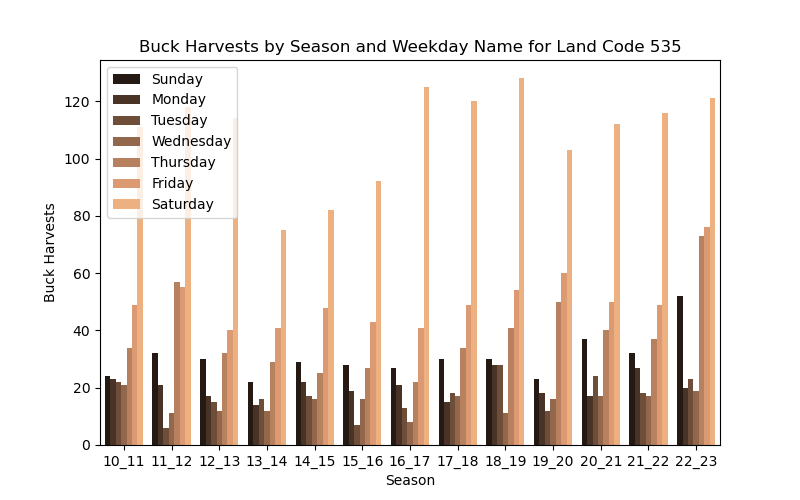 Buck Harvests by Season and Weekday Name for Land Code 535
Sunday
Monday
Tuesday
Wednesday
Thursday
Friday
Saturday
120
100
80
60
40
20
0
Buck Harvests
10_11 11_12 12_13 13_14 14_15 15_16 16_17 17_18 18_19 19_20 20_21 21_22 22_23
Season